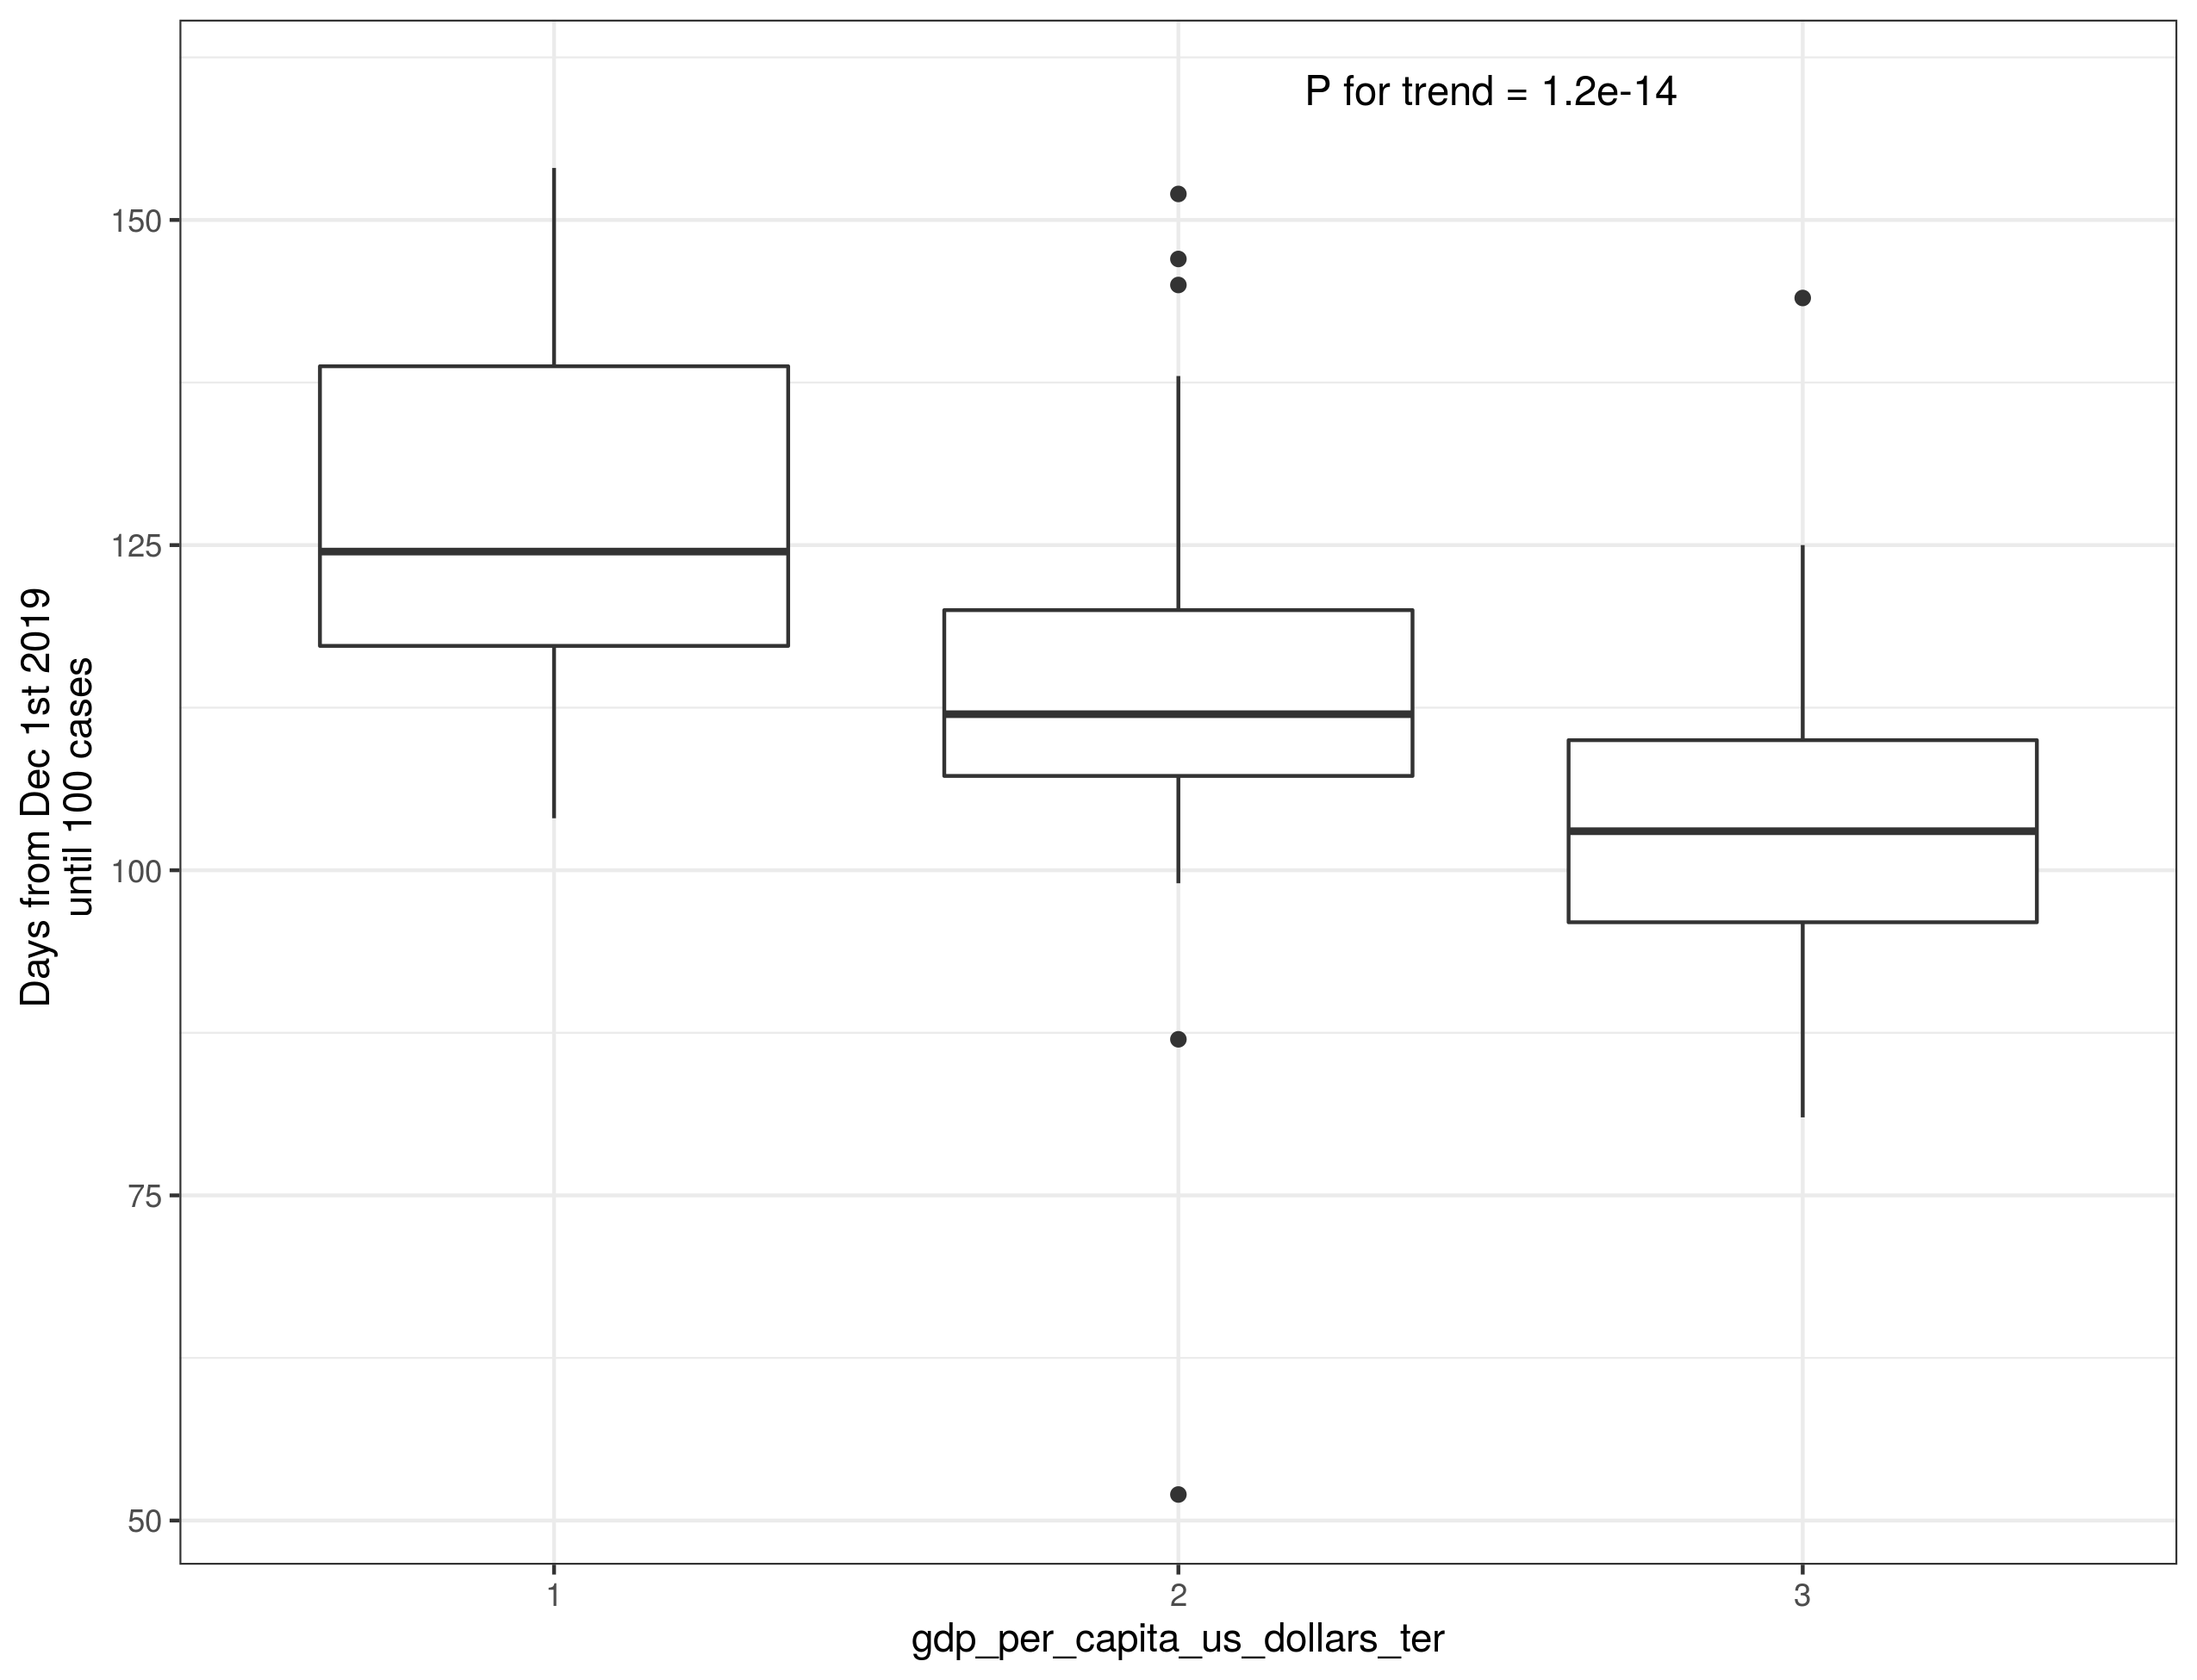 P for trend = 1.2e-14
150
125
100
75
50
Days from Dec 1st 2019
until 100 cases
1
2
3
gdp_per_capita_us_dollars_ter